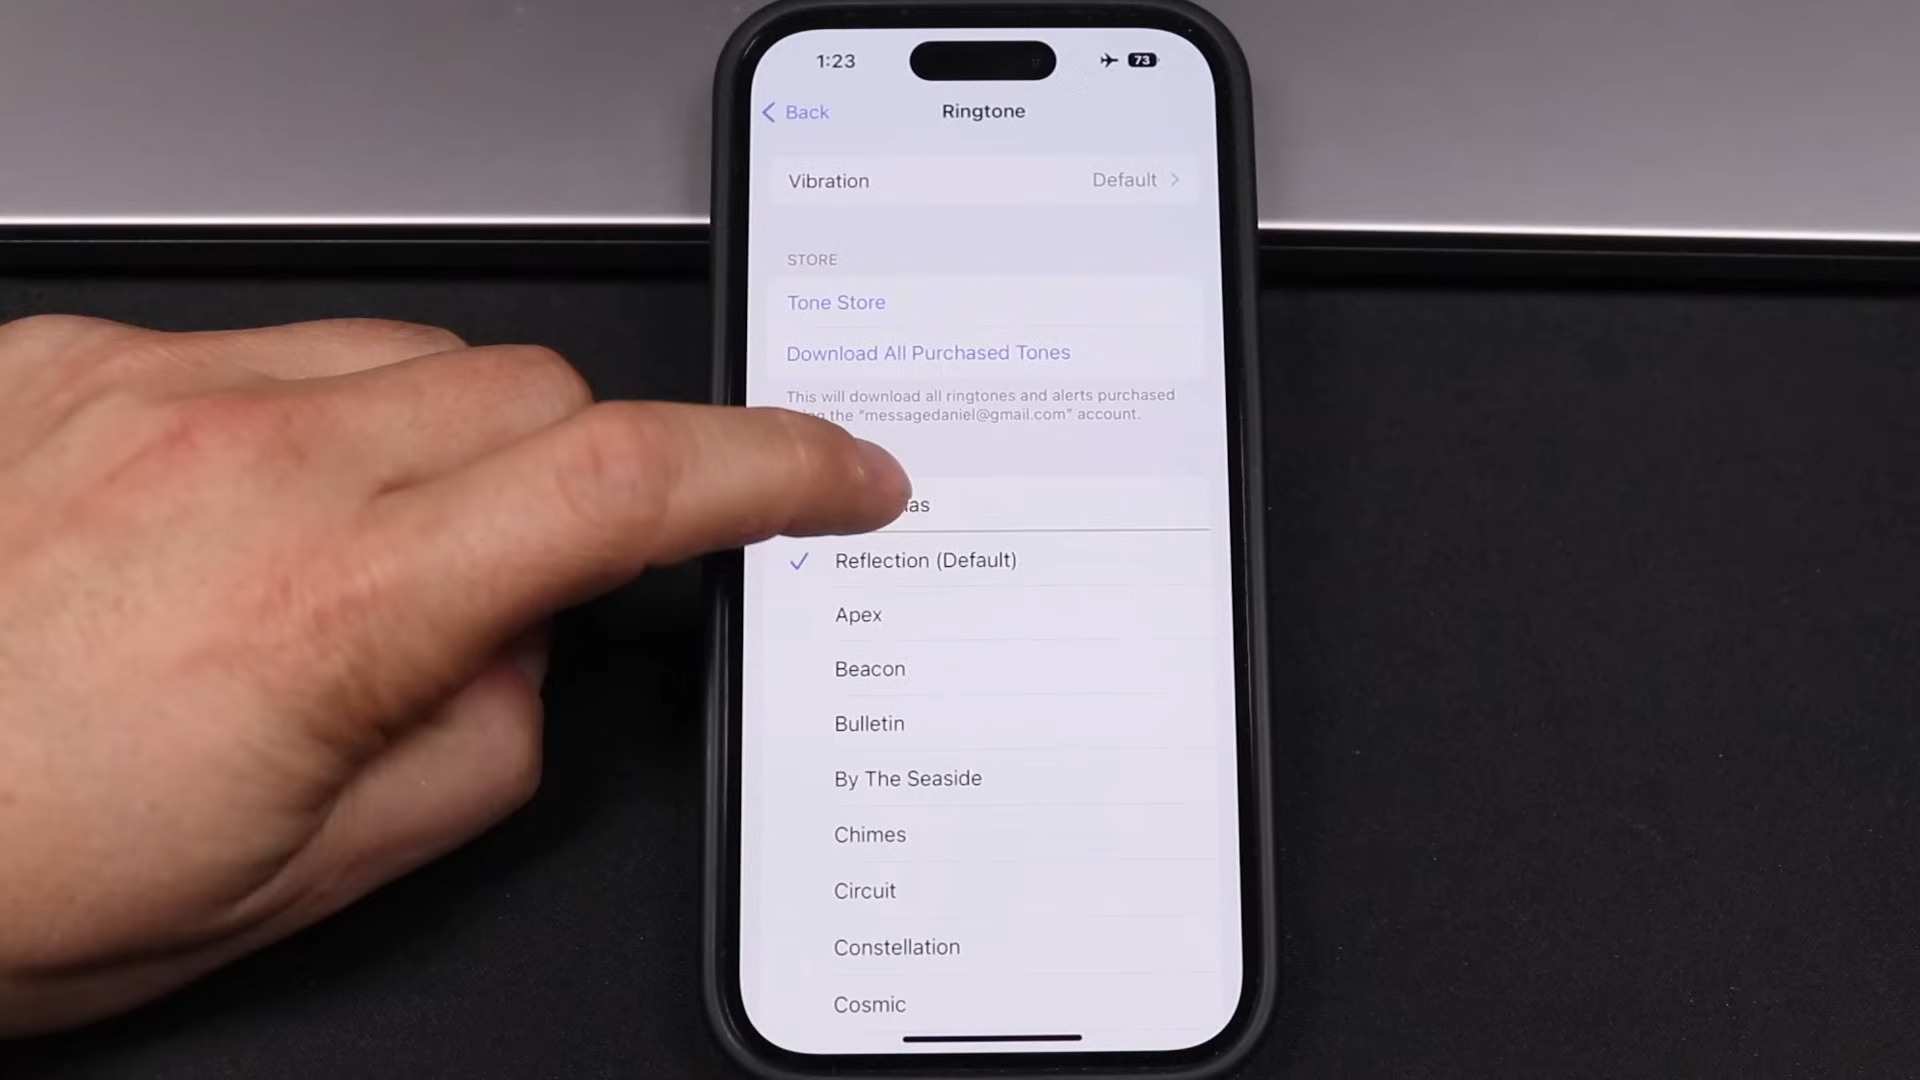 1:23
73
Back
Ringtone
Vibration
Default
STORE
Tone Store
Download All Purchased Tones
This will download all ringtones and alerts purchased
the “messagedaniel@gmail.com” account.
Reflection (Default)
Apex
Beacon
Bulletin
By The Seaside
Chimes
Circuit
Constellation
Cosmic